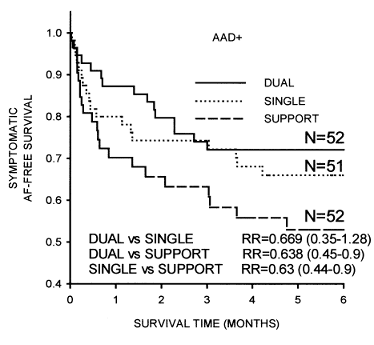 AAD+
DUAL
SINGLE
SUPPORT
SYMPTOMATIC
AF-FREE SURVIVAL
1.0
0.9
0.8
0.7
0.6
0.5
0.4
N=52
N=51
N=52
DUAL vs SINGLE RR=0.669 (0.35-1.28)
DUAL vs SUPPORT RR=0.638 (0.45-0.9)
SINGLE vs SUPPORT RR=0.63 (0.44-0.9)
0 1 2 3 4 5 6
SURVIVAL TIME (MONTHS)